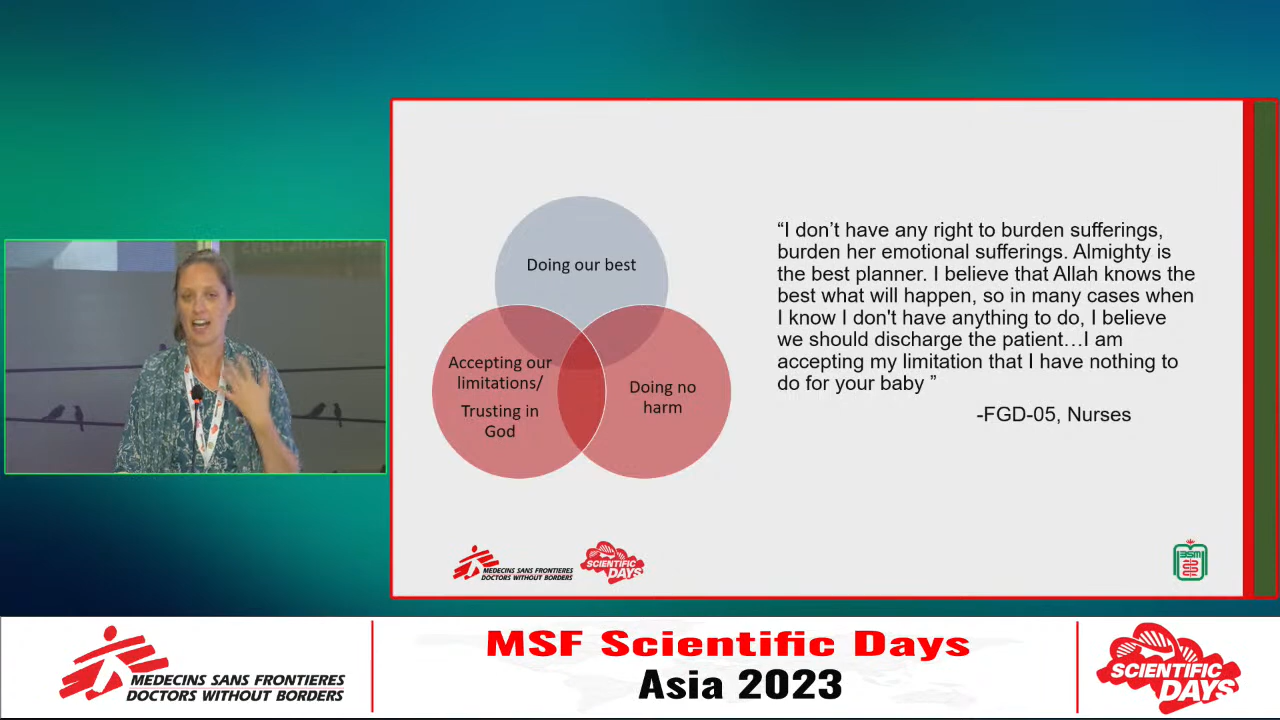 Doing our best
Accepting our
limitations/
Trusting in
God
Doing no
harm
“I don’t have any right to burden sufferings,
burden her emotional sufferings. Almighty is
the best planner. I believe that Allah knows the
best what will happen, so in many cases when
I know I don't have anything to do, I believe
we should discharge the patient…I am
accepting my limitation that I have nothing to
do for your baby ”
-FGD-05, Nurses
MEDECINS SANS FRONTIERES
DOCTORS WITHOUT BORDERS
SCIENTIFIC
DAYS
MEDECINS SANS FRONTIERES
DOCTORS WITHOUT BORDERS
MSF Scientific Days
Asia 2023
SCIENTIFIC
DAYS